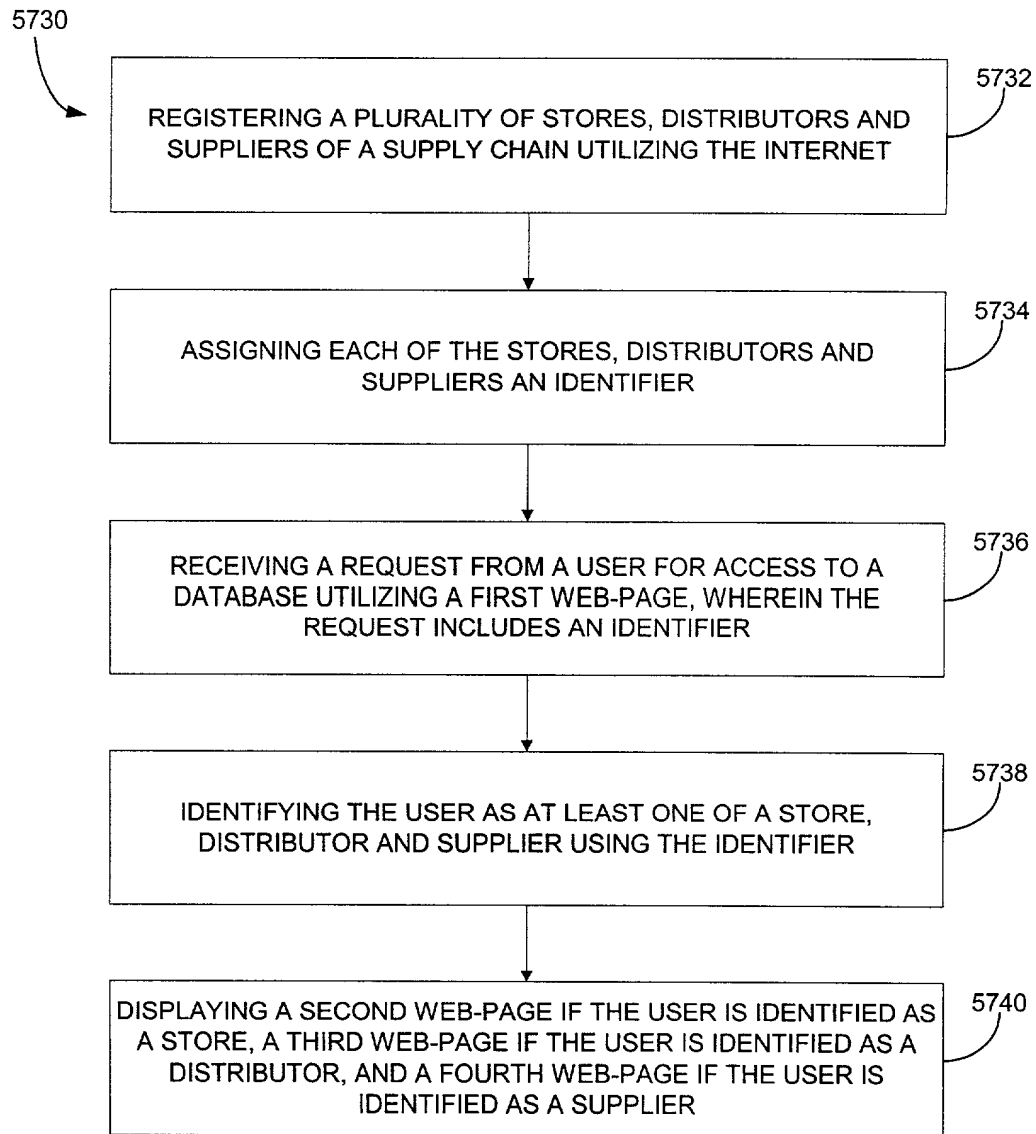 5730
5732
REGISTERING A PLURALITY OF STORES, DISTRIBUTORS AND
SUPPLIERS OF A SUPPLY CHAIN UTILIZING THE INTERNET
5734
ASSIGNING EACH OF THE STORES, DISTRIBUTORS AND
SUPPLIERS AN IDENTIFIER
5736
RECEIVING A REQUEST FROM A USER FOR ACCESS TO A
DATABASE UTILIZING A FIRST WEB-PAGE, WHEREIN THE
REQUEST INCLUDES AN IDENTIFIER
5738
IDENTIFYING THE USER AS AT LEAST ONE OF A STORE,
DISTRIBUTOR AND SUPPLIER USING THE IDENTIFIER
5740
DISPLAYING A SECOND WEB-PAGE IF THE USER IS IDENTIFIED AS
A STORE, A THIRD WEB-PAGE IF THE USER IS IDENTIFIED AS A
DISTRIBUTOR, AND A FOURTH WEB-PAGE IF THE USER IS
IDENTIFIED AS A SUPPLIER